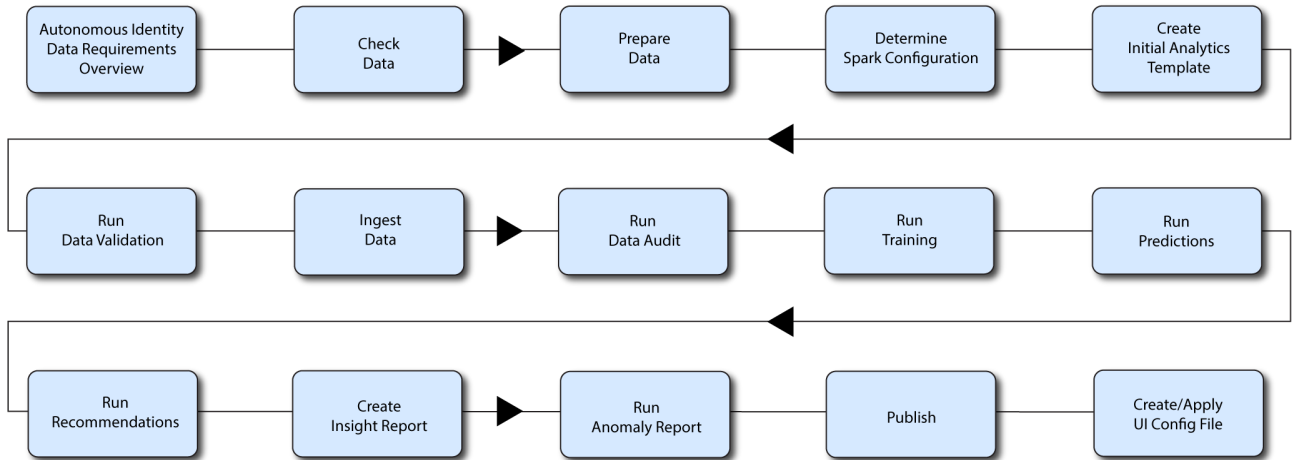 Autonomous Identity
Data Requirements
Overview
Check
Data
Prepare
Data
Determine
Spark Configuration
Create
Initial Analytics
Template
Run
Data Validation
Ingest
Data
Run
Data Audit
Run
Training
Run
Predictions
Run
Recommendations
Create
Insight Report
Run
Anomaly Report
Publish
Create/Apply
UI Config File